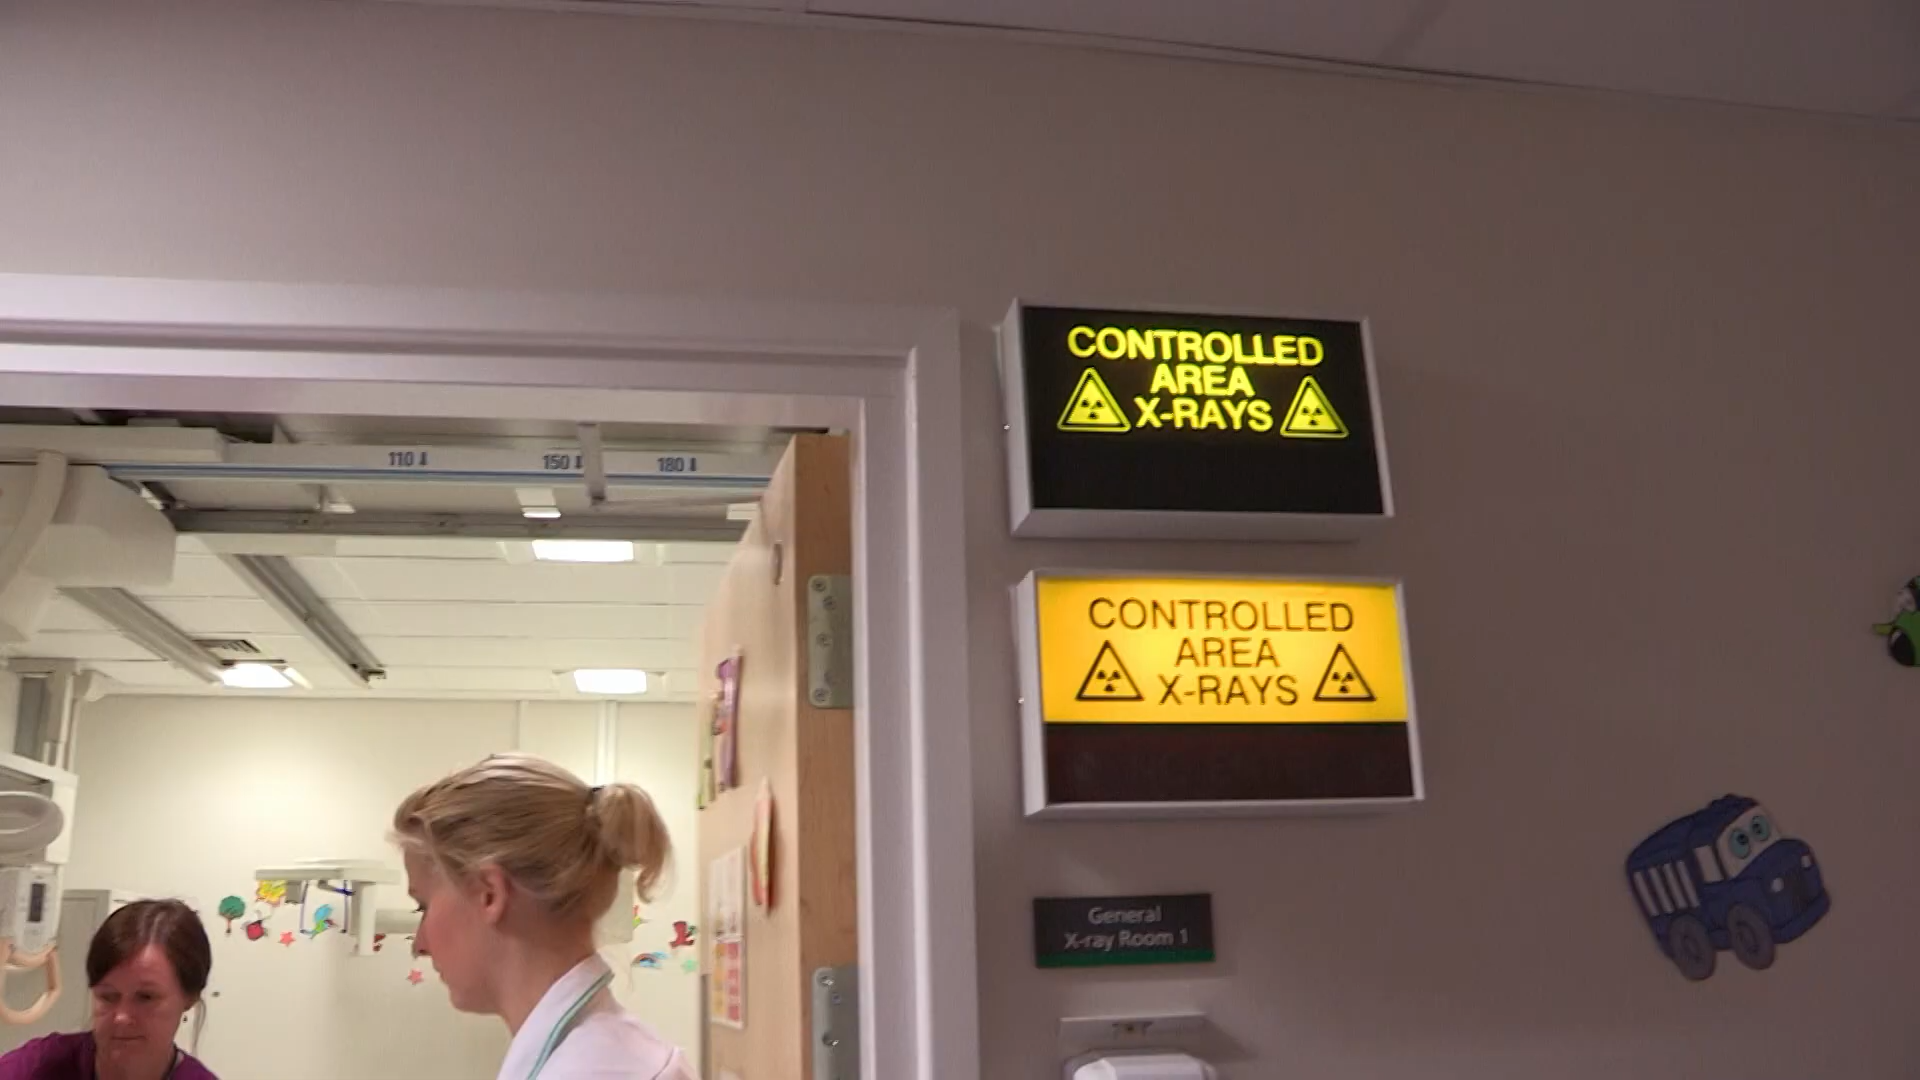 110
150
180
CONTROLLED
AREA
X-RAYS
CONTROLLED
AREA
X-RAYS
General
X-ray Room 1